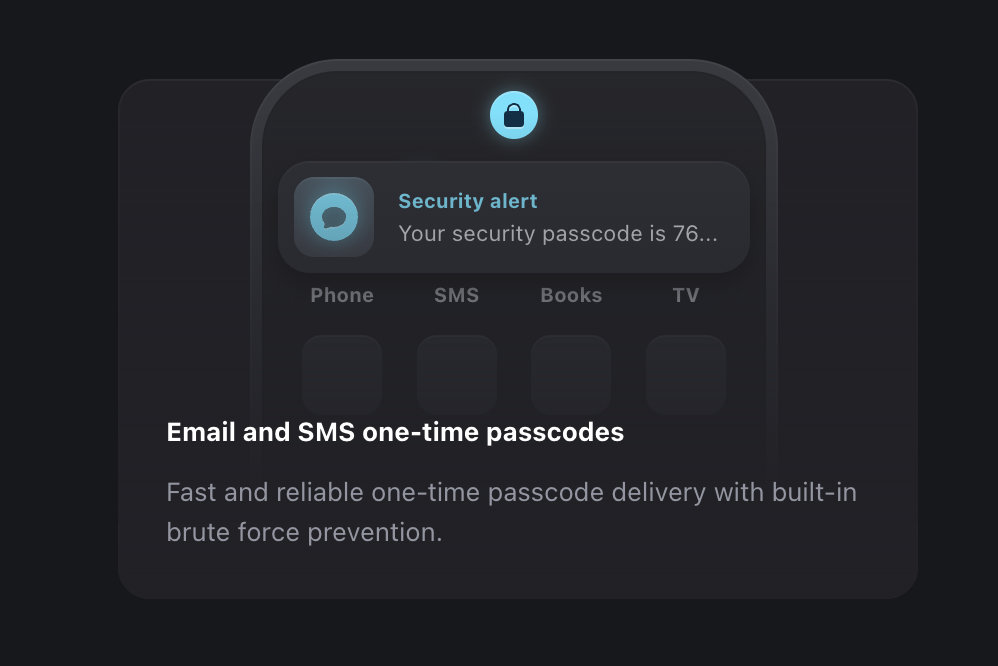 Security alert
Your security passcode is 76...
Phone SMS Books TV
Email and SMS one-time passcodes
Fast and reliable one-time passcode delivery with built-in
brute force prevention.